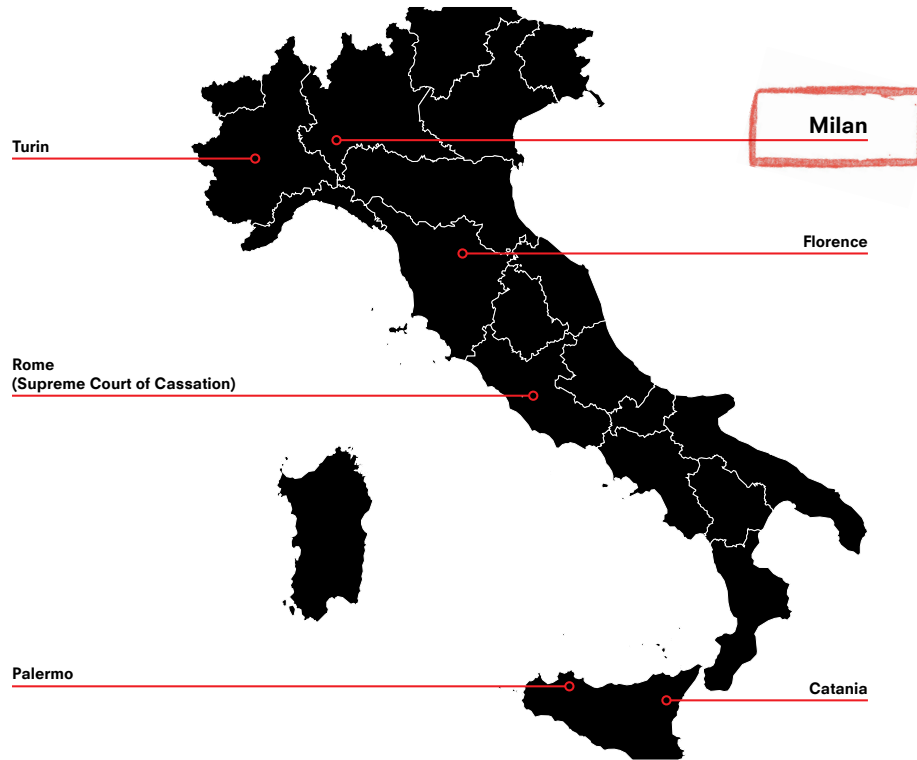 Milan
Turin
Florence
Rome
(Supreme Court of Cassation)
Palermo
Catania